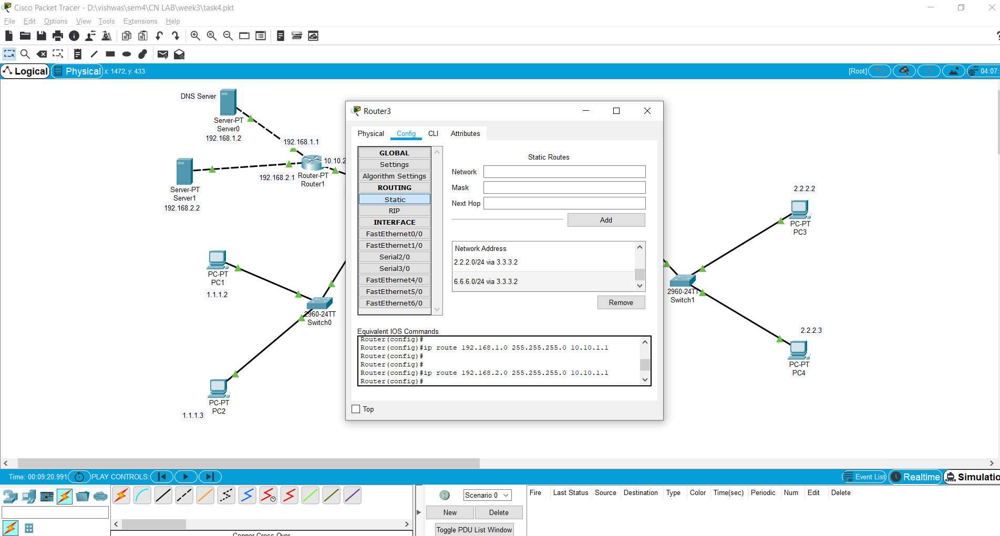 Cisco Packet Tracer - D:\vishwas\sem4\CN LAB\week3\task4.pkt
File Edit Options View Tools Extensions Help
Logical Physical x: 1472, y: 433
[Root] 04:07:
DNS Server
Server-PT
Server0
192.168.1.2
192.168.1.1
10.10.2
Server-PT
Server1
192.168.2.2
192.168.2.1
Router-PT
Router1
PC-PT
PC1
1.1.1.2
2960-24TT
Switch0
PC-PT
PC2
1.1.1.3
Router3
Physical Config CLI Attributes
GLOBAL
Settings
Algorithm Settings
ROUTING
Static
RIP
INTERFACE
FastEthernet0/0
FastEthernet1/0
Serial2/0
Serial3/0
FastEthernet4/0
FastEthernet5/0
FastEthernet6/0
Static Routes
Network
Mask
Next Hop
Add
Network Address
2.2.2.0/24 via 3.3.3.2
6.6.6.0/24 via 3.3.3.2
Remove
Equivalent IOS Commands
Router(config)#
Router(config)#ip route 192.168.1.0 255.255.255.0 10.10.1.1
Router(config)#
Router(config)#
Router(config)#ip route 192.168.2.0 255.255.255.0 10.10.1.1
Router(config)#
Top
2.2.2.2
PC-PT
PC3
2960-24TT
Switch1
2.2.2.3
PC-PT
PC4
Time: 00:09:20.991 PLAY CONTROLS:
Event List Realtime Simulatio
Scenario 0
New Delete
Toggle PDU List Window
Fire Last Status Source Destination Type Color Time(sec) Periodic Num Edit Delete
Copper Cross-Over